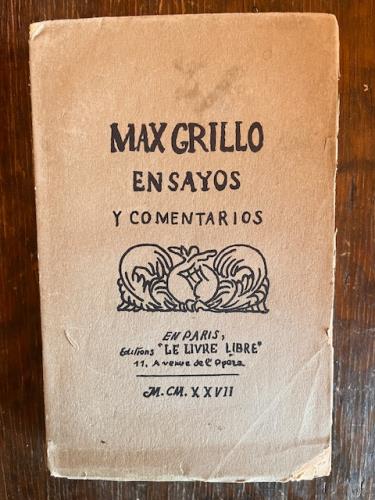 MAX GRILLO
ENSAYOS
Y COMENTARIOS
EN PARIS,
Editions "LE LIVRE LIBRE"
11, Avenue de l'Opéra
M.CM.XXVII